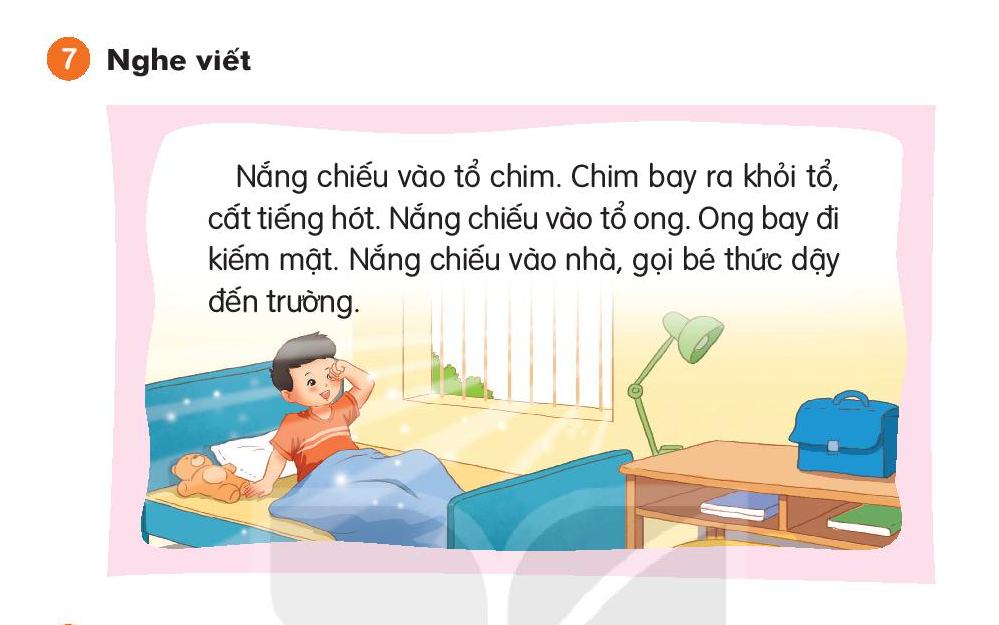 7 Nghe viết
Nắng chiếu vào tổ chim. Chim bay ra khỏi tổ,
cất tiếng hót. Nắng chiếu vào tổ ong. Ong bay đi
kiếm mật. Nắng chiếu vào nhà, gọi bé thức dậy
đến trường.